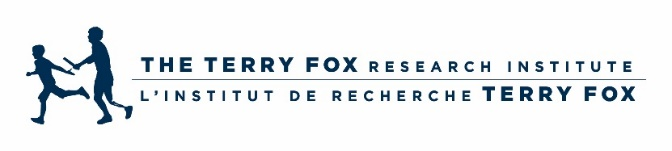 THE TERRY FOX RESEARCH INSTITUTE
L'INSTITUT DE RECHERCHE TERRY FOX